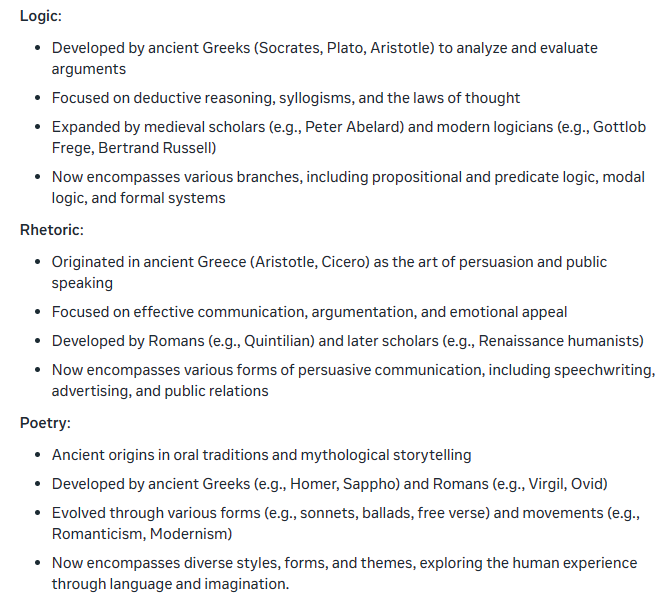 Logic:
• Developed by ancient Greeks (Socrates, Plato, Aristotle) to analyze and evaluate
arguments
• Focused on deductive reasoning, syllogisms, and the laws of thought
• Expanded by medieval scholars (e.g., Peter Abelard) and modern logicians (e.g., Gottlob
Frege, Bertrand Russell)
• Now encompasses various branches, including propositional and predicate logic, modal
logic, and formal systems
Rhetoric:
• Originated in ancient Greece (Aristotle, Cicero) as the art of persuasion and public
speaking
• Focused on effective communication, argumentation, and emotional appeal
• Developed by Romans (e.g., Quintilian) and later scholars (e.g., Renaissance humanists)
• Now encompasses various forms of persuasive communication, including speechwriting,
advertising, and public relations
Poetry:
• Ancient origins in oral traditions and mythological storytelling
• Developed by ancient Greeks (e.g., Homer, Sappho) and Romans (e.g., Virgil, Ovid)
• Evolved through various forms (e.g., sonnets, ballads, free verse) and movements (e.g.,
Romanticism, Modernism)
• Now encompasses diverse styles, forms, and themes, exploring the human experience
through language and imagination.